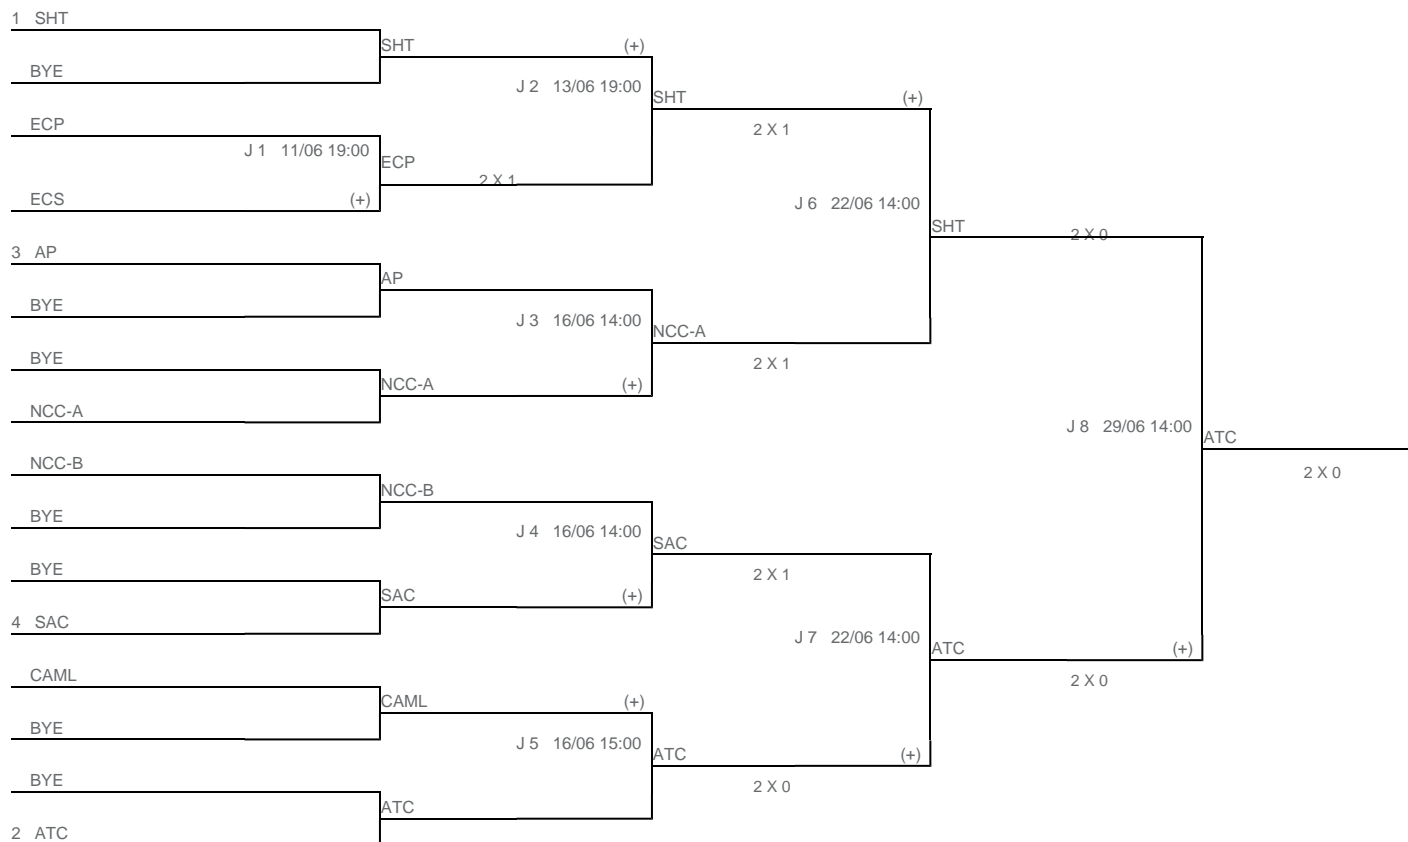 1 SHT
SHT (+)
BYE
J 2 13/06 19:00
SHT (+)
ECP
2 X 1
J 1 11/06 19:00
ECP
2 X 1
ECS (+)
J 6 22/06 14:00
SHT
2 X 0
3 AP
AP
BYE
J 3 16/06 14:00
NCC-A
BYE
2 X 1
NCC-A (+)
NCC-A
J 8 29/06 14:00
ATC
NCC-B
2 X 0
NCC-B
BYE
J 4 16/06 14:00
SAC
BYE
2 X 1
SAC (+)
4 SAC
J 7 22/06 14:00
ATC (+)
CAML
2 X 0
CAML (+)
BYE
J 5 16/06 15:00
ATC (+)
BYE
2 X 0
ATC
2 ATC